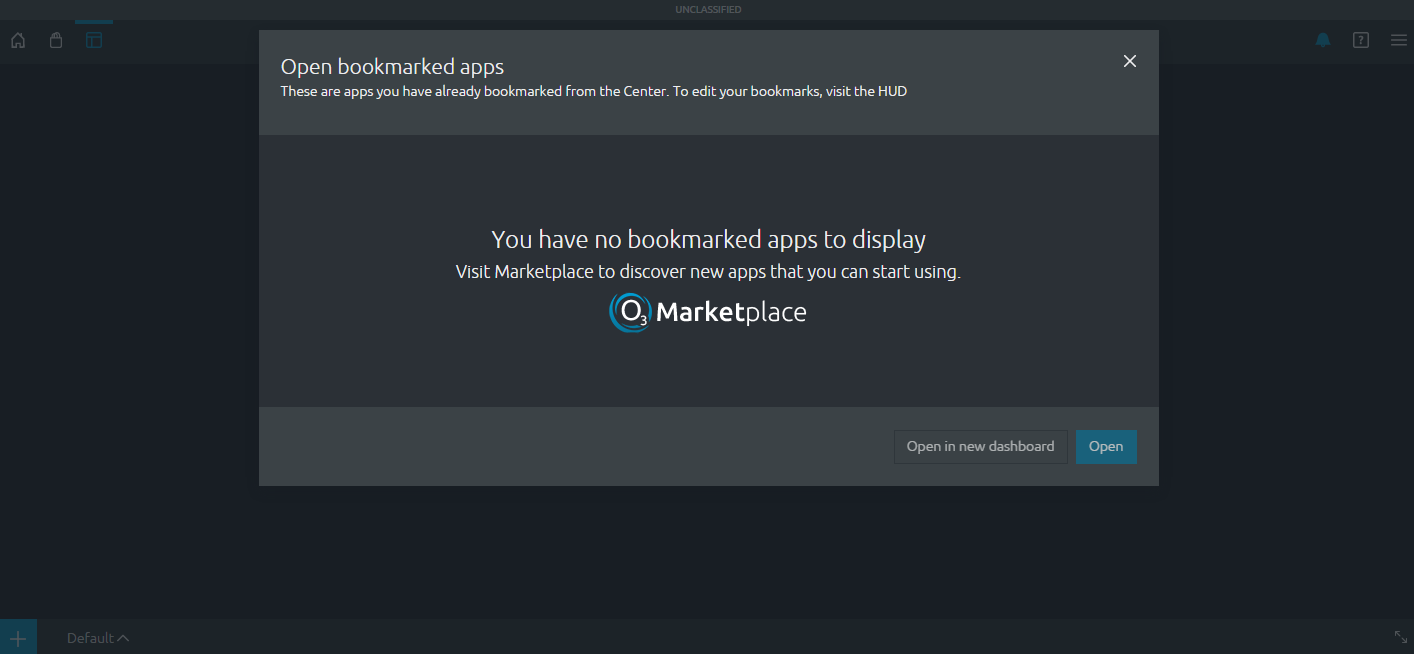 UNCLASSIFIED
Open bookmarked apps
These are apps you have already bookmarked from the Center. To edit your bookmarks, visit the HUD
You have no bookmarked apps to display
Visit Marketplace to discover new apps that you can start using.
O3 Marketplace
Open in new dashboard
Open
Default